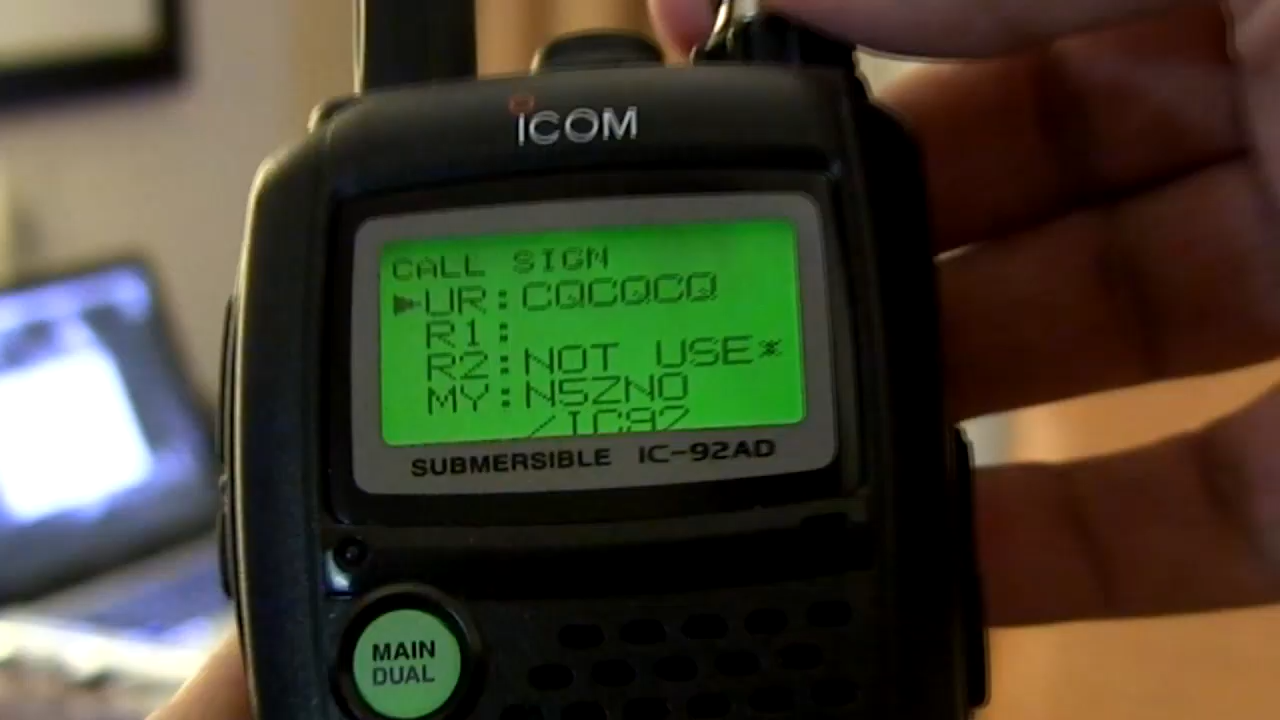 iCOM
CALL SIGN
UR:CQCQCQ
R1:
R2:NOT USE*
MY:N5ZNO
/IC92
SUBMERSIBLE IC-92AD
MAIN
DUAL